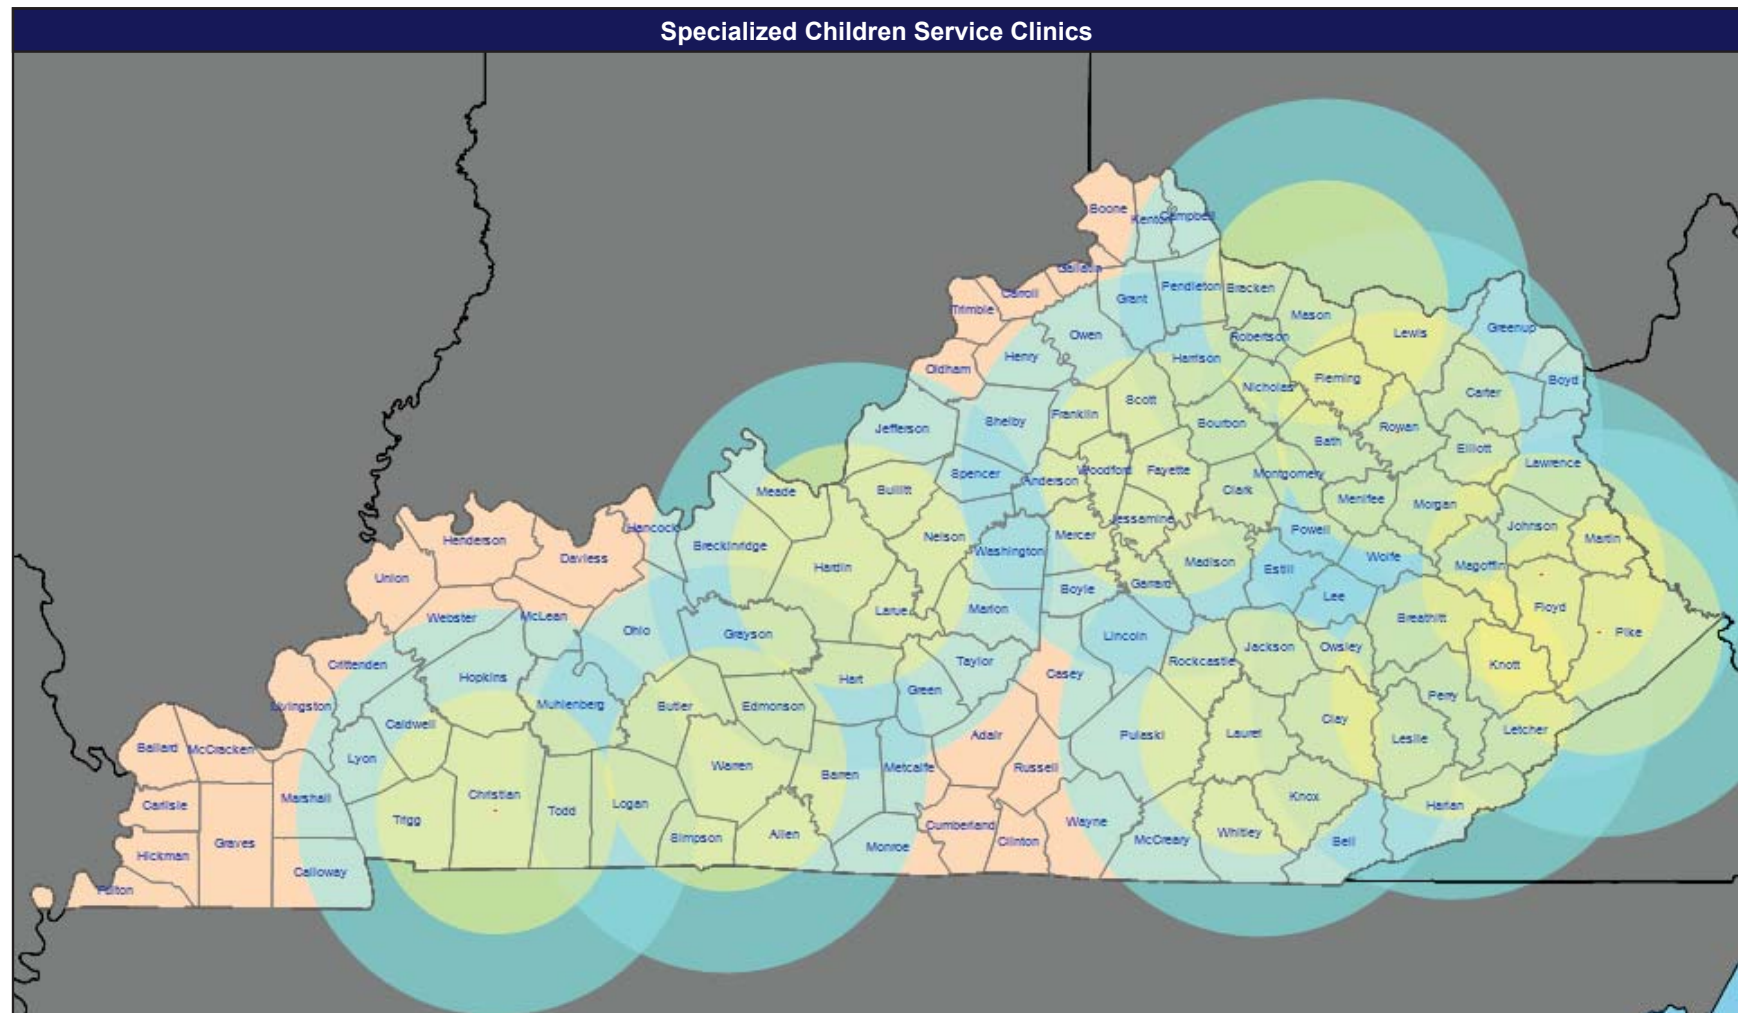 Specialized Children Service Clinics
Boone
Kenton
Campbell
Gallatin
Carroll
Trimble
Grant
Pendleton
Bracken
Mason
Owen
Robertson
Lewis
Greenup
Henry
Harrison
Oldham
Nicholas
Fleming
Boyd
Carter
Scott
Franklin
Shelby
Jefferson
Bourbon
Rowan
Bath
Elliott
Lawrence
Spencer
Anderson
Woodford
Fayette
Montgomery
Clark
Bullitt
Meade
Menifee
Morgan
Jessamine
Hancock
Powell
Johnson
Martin
Mercer
Nelson
Henderson
Breckinridge
Washington
Daviess
Wolfe
Madison
Magoffin
Estill
Hardin
Union
Garrard
Boyle
Lee
Floyd
Larue
Marion
Webster
McLean
Breathitt
Ohio
Grayson
Lincoln
Pike
Jackson
Owsley
Rockcastle
Taylor
Crittenden
Knott
Casey
Hopkins
Hart
Green
Perry
Livingston
Muhlenberg
Butler
Edmonson
Clay
Caldwell
Letcher
Laurel
Adair
Pulaski
Leslie
Ballard
McCracken
Lyon
Warren
Metcalfe
Russell
Barren
Christian
Marshall
Knox
Carlisle
Todd
Logan
Harlan
Trigg
Wayne
Cumberland
Whitley
Allen
Simpson
McCreary
Clinton
Bell
Graves
Monroe
Hickman
Calloway
Fulton